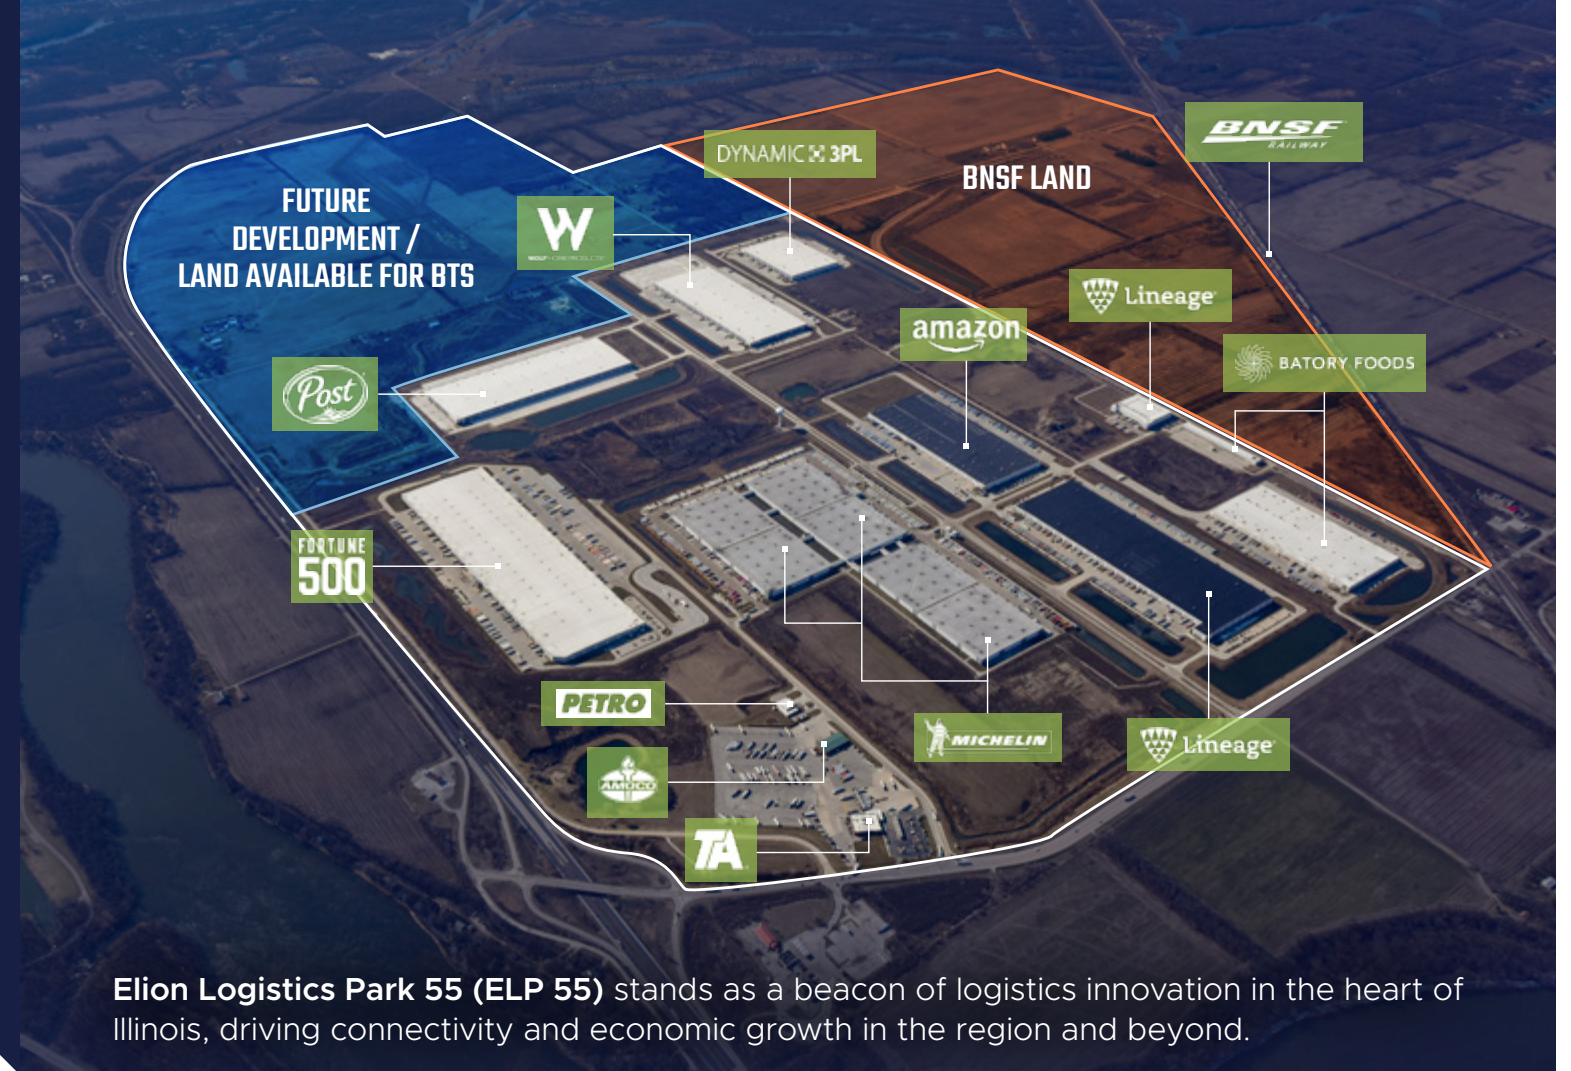 DYNAMIC 3PL
BNSF
RAILWAY
BNSF LAND
FUTURE
DEVELOPMENT /
LAND AVAILABLE FOR BTS
W
Lineage
amazon
BATORY FOODS
Post
FORTUNE
500
PETRO
MICHELIN
Lineage
AMOCO
TA
Elion Logistics Park 55 (ELP 55) stands as a beacon of logistics innovation in the heart of
Illinois, driving connectivity and economic growth in the region and beyond.